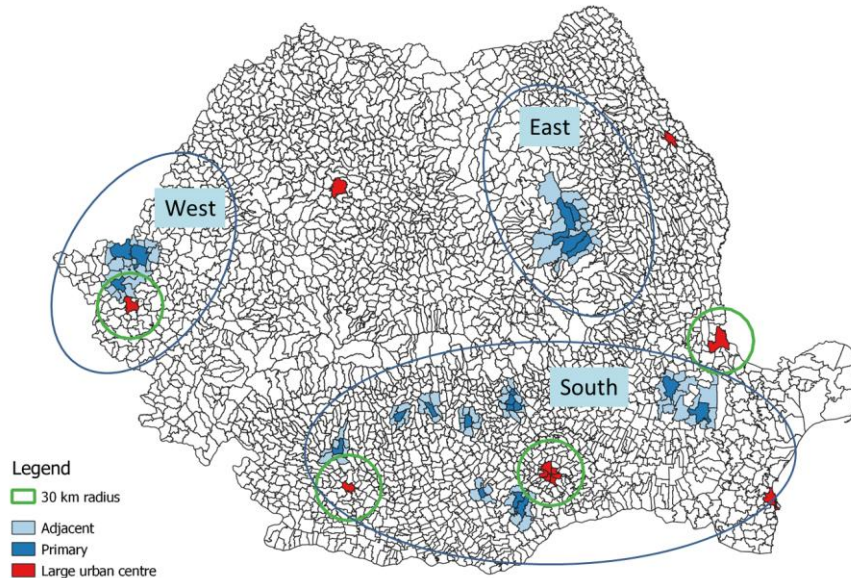 East
West
South
Legend
30 km radius
Adjacent
Primary
Large urban centre